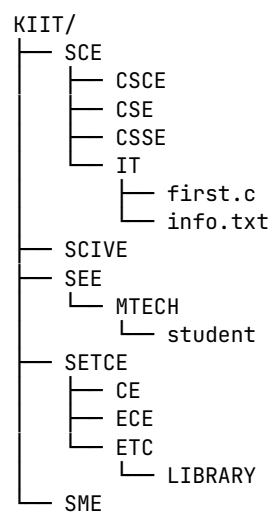 KIIT/
├── SCE
│   ├── CSCE
│   ├── CSE
│   ├── CSSE
│   └── IT
│       ├── first.c
│       └── info.txt
├── SCIVE
├── SEE
│   └── MTECH
│       └── student
├── SETCE
│   ├── CE
│   ├── ECE
│   └── ETC
│       └── LIBRARY
└── SME